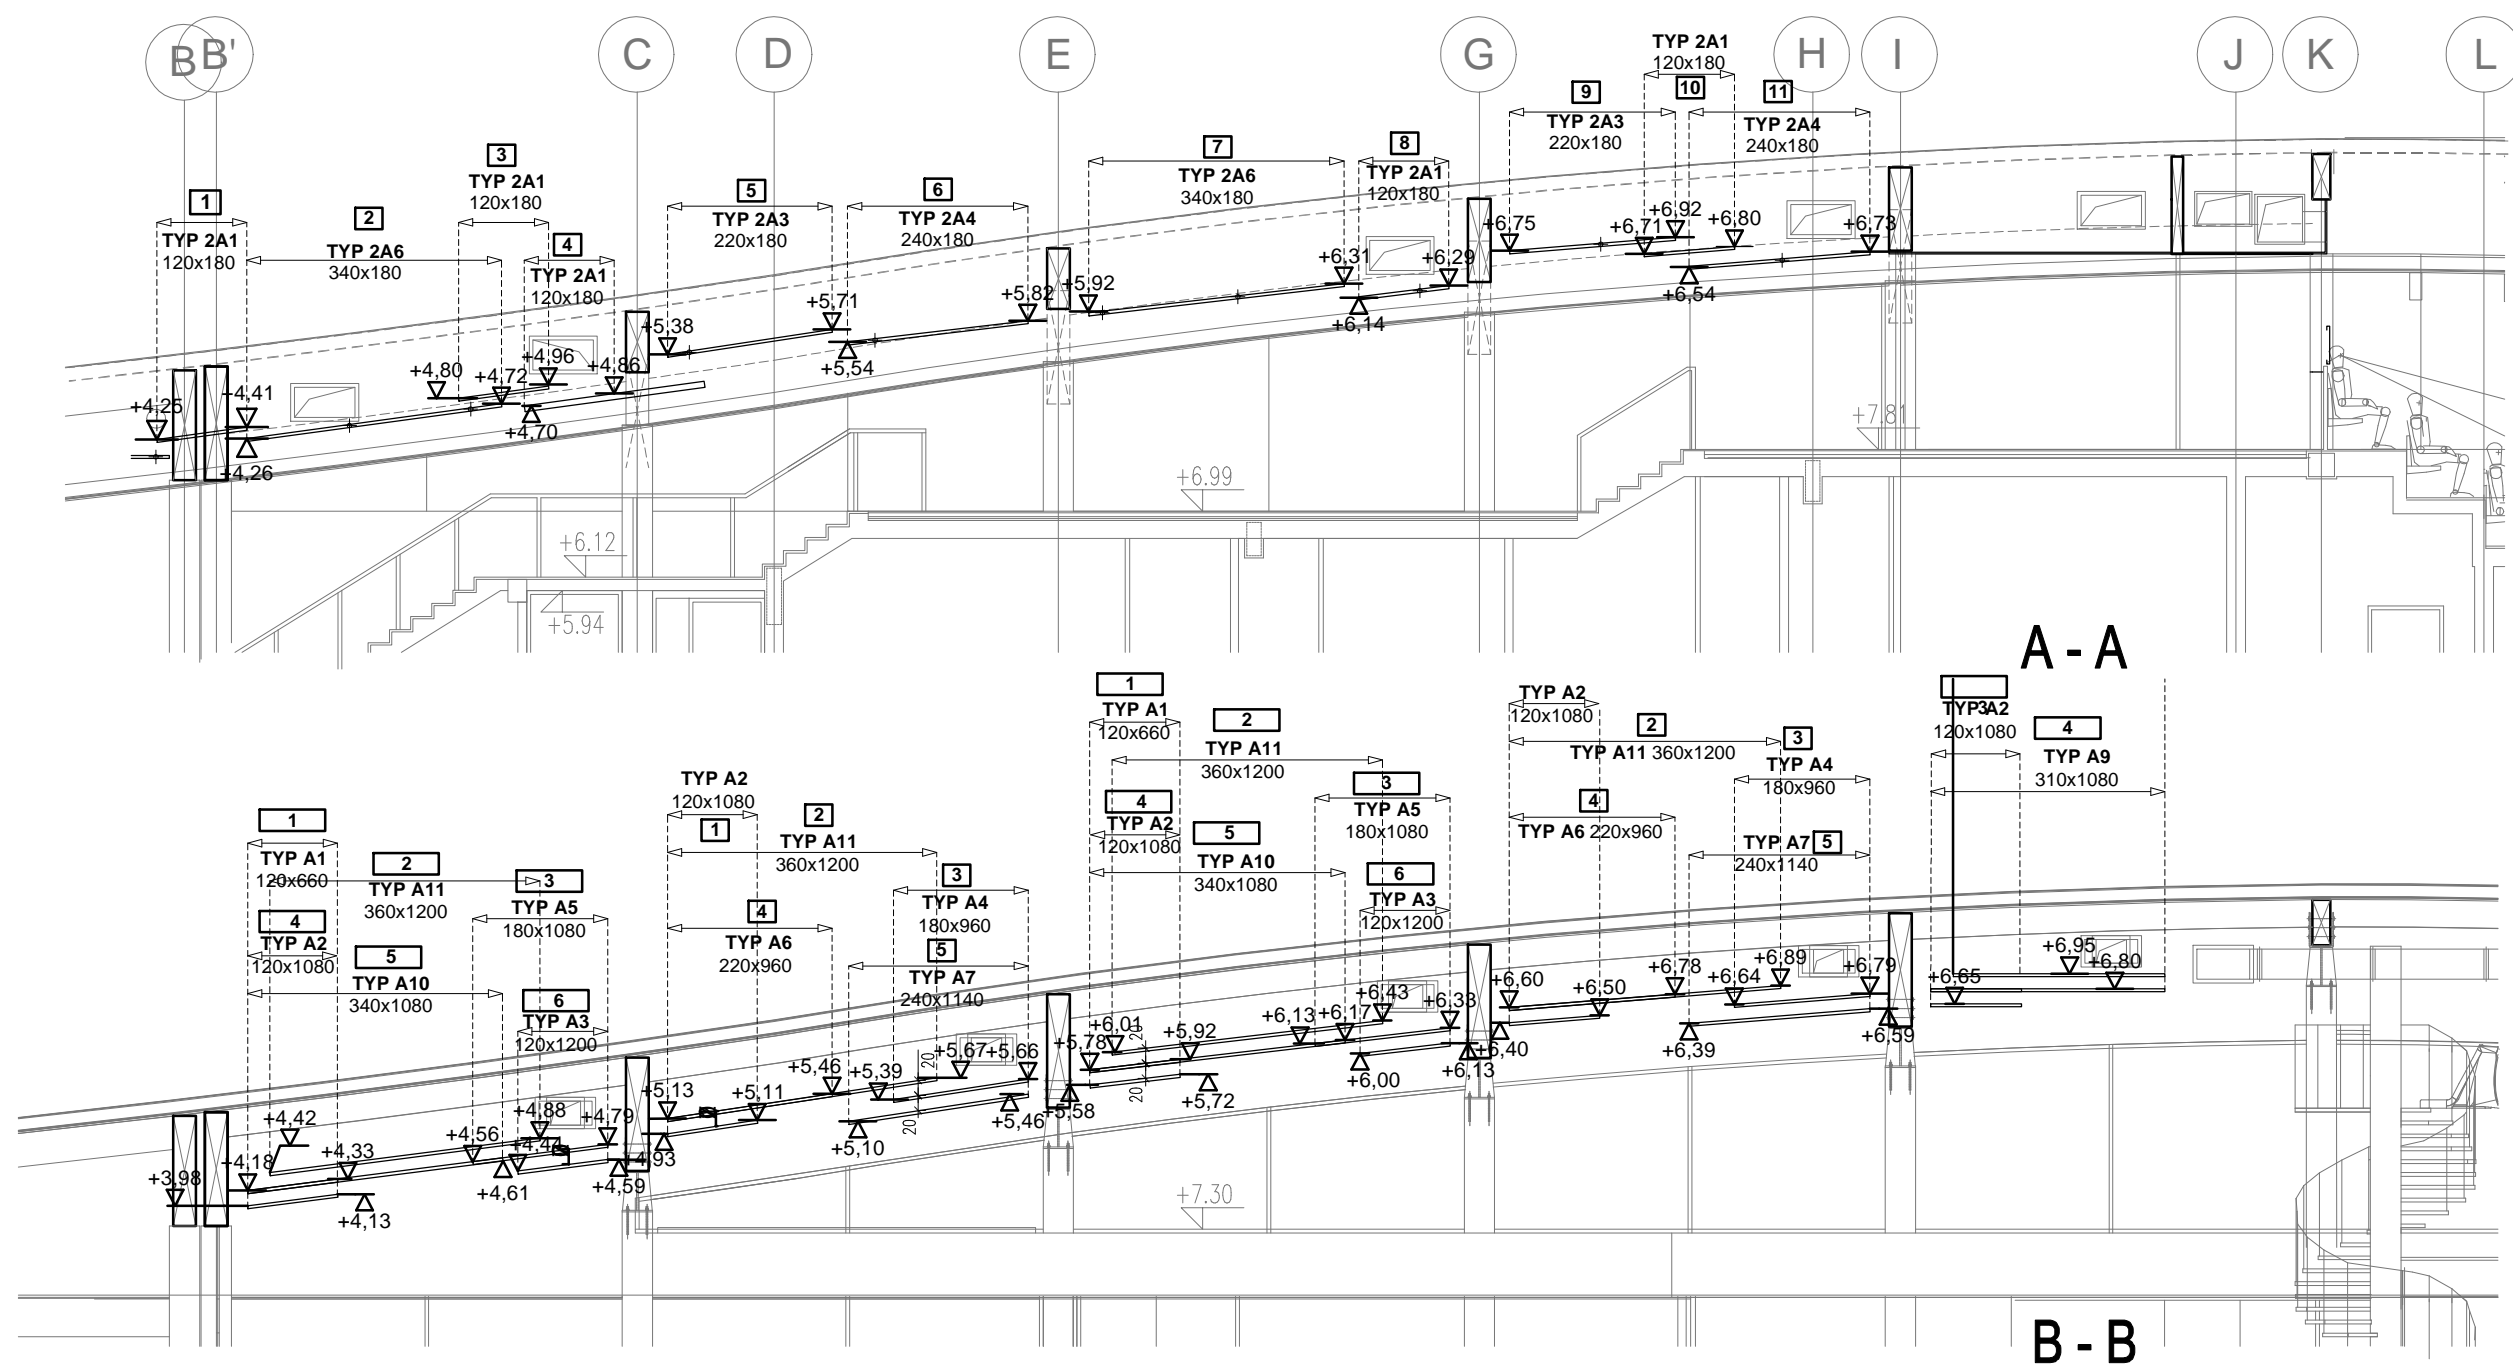 B B' C D E G H I J K L
TYP 2A1
120x180
10
9
TYP 2A3
220x180
11
TYP 2A4
240x180
7
TYP 2A6
340x180
8
TYP 2A1
120x180
3
TYP 2A1
120x180
5
TYP 2A3
220x180
6
TYP 2A4
240x180
1
TYP 2A1
120x180
2
TYP 2A6
340x180
4
TYP 2A1
120x180
+6,75
+6,71
+6,92
+6,80
+6,73
+6,54
+6,31
+6,29
+6,14
+5,92
+5,82
+5,71
+5,54
+5,38
+4,96
+4,86
+4,80
+4,72
+4,70
+4,41
+4,25
+4,26
+7.81
+6.99
+6.12
+5.94
A - A
1
TYP A1
120x660
2
TYP A11
360x1200
3
TYP A5
180x1080
4
TYP A2
120x1080
5
TYP A10
340x1080
6
TYP A3
120x1200
TYP A2
120x1080
1
2
TYP A11
360x1200
3
TYP A4
180x960
4
TYP A6
220x960
5
TYP A7
240x1140
1
TYP A1
120x660
2
TYP A11
360x1200
3
TYP A5
180x1080
4
TYP A2
120x1080
5
TYP A10
340x1080
6
TYP A3
120x1200
TYP A2
120x1080
2
TYP A11 360x1200
3
TYP A4
180x960
4
TYP A6 220x960
TYP A7 5
240x1140
3
TYP A2
120x1080
4
TYP A9
310x1080
+3,98
+4,18
+4,42
+4,33
+4,13
+4,56
+4,61
+4,44
+4,88
+4,79
+4,59
+4,93
+5,13
+5,11
+5,46
+5,39
+5,10
20
20
+5,67
+5,66
+5,46
+5,58
+5,78
+6,01
20
20
+5,92
+5,72
+6,13
+6,17
+6,43
+6,33
+6,00
+6,13
+6,40
+6,60
+6,50
+6,78
+6,39
+6,64
+6,89
+6,79
+6,59
+6,65
+6,95
+6,80
+7.30
B - B